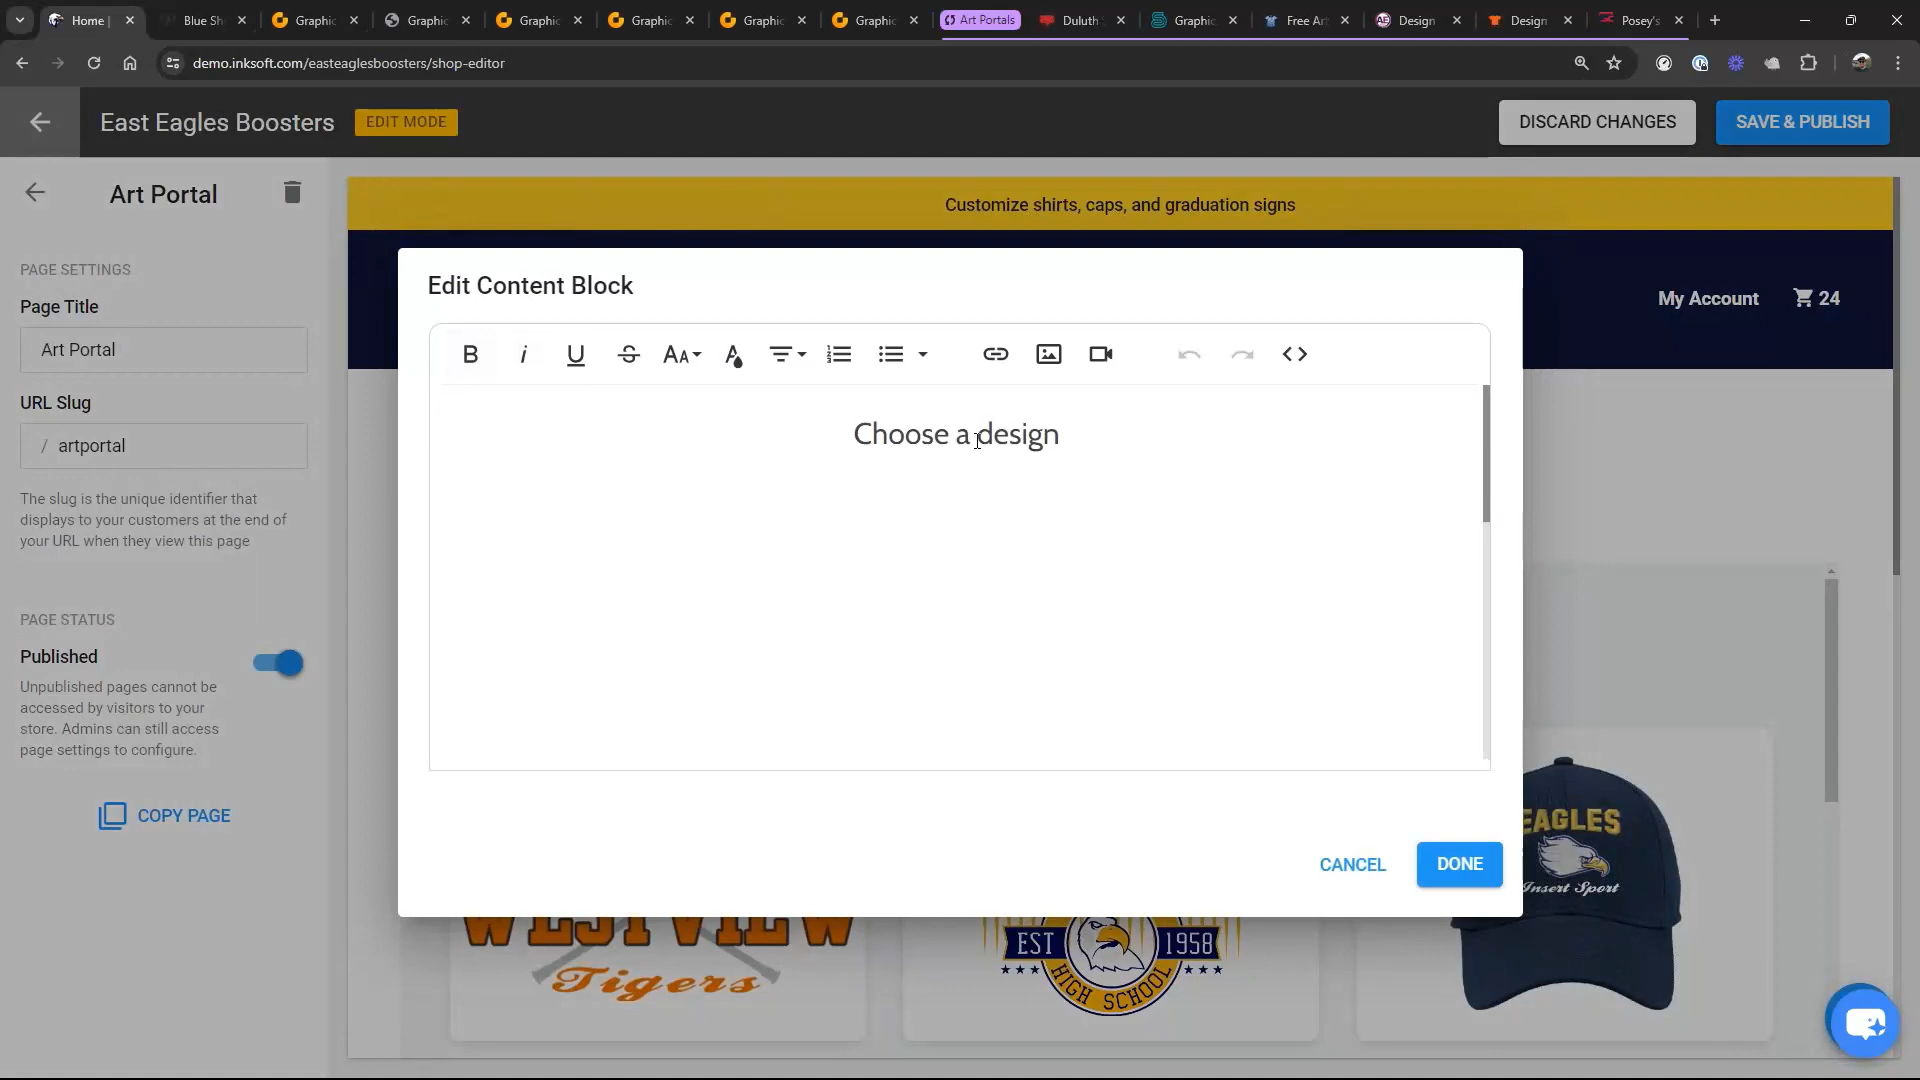 Home
Blue Sh
Graphic
Graphic
Graphic
Graphic
Graphic
Graphic
Art Portals
Duluth
Graphic
Free Ar
Design
Design
Posey's
demo.inksoft.com/easteaglesboosters/shop-editor
East Eagles Boosters
EDIT MODE
DISCARD CHANGES
SAVE & PUBLISH
Art Portal
PAGE SETTINGS
Page Title
Art Portal
URL Slug
/ artportal
The slug is the unique identifier that
displays to your customers at the end of
your URL when they view this page
PAGE STATUS
Published
Unpublished pages cannot be
accessed by visitors to your
store. Admins can still access
page settings to configure.
COPY PAGE
Customize shirts, caps, and graduation signs
My Account
24
Edit Content Block
B i U S AA
Choose a design
CANCEL
DONE
WESTVIEW
Tigers
EST 1958
HIGH SCHOOL
EAGLES
Insert Sport